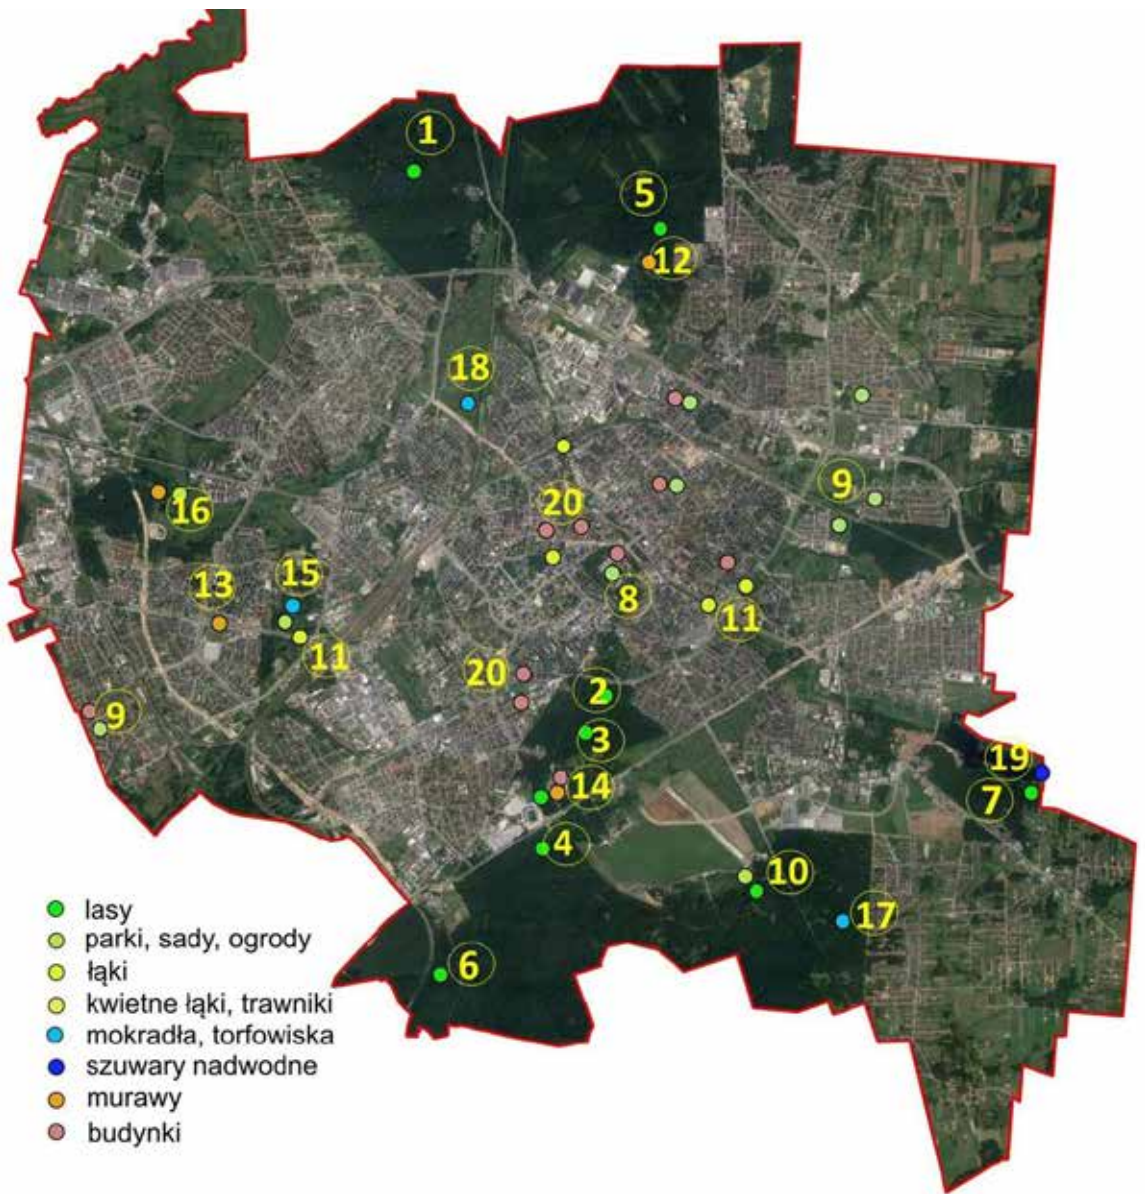 1
5
12
18
9
20
16
15
13
8
11
11
20
2
9
3
19
14
7
4
10
17
6
lasy
parki, sady, ogrody
łąki
kwietne łąki, trawniki
mokradła, torfowiska
szuwary nadwodne
murawy
budynki